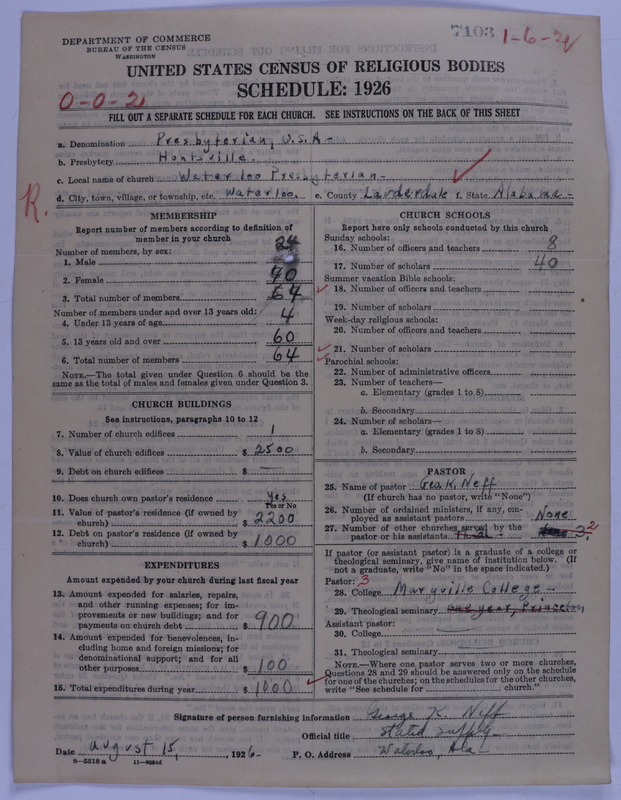 7103 1-6-21
DEPARTMENT OF COMMERCE
BUREAU OF THE CENSUS
WASHINGTON
UNITED STATES CENSUS OF RELIGIOUS BODIES
SCHEDULE: 1926
0-0-21
FILL OUT A SEPARATE SCHEDULE FOR EACH CHURCH. SEE INSTRUCTIONS ON THE BACK OF THIS SHEET
a. Denomination Presbyterian, U.S.A-
b. Presbytery Huntsville.
c. Local name of church Waterloo Presbyterian-
d. City, town, village, or township, etc. Waterloo. e. County Lauderdale f. State Alabama-
R.
MEMBERSHIP
Report number of members according to definition of
member in your church
Number of members, by sex:
1. Male 24
2. Female 40
3. Total number of members 64
Number of members under and over 13 years old:
4. Under 13 years of age 4
5. 13 years old and over 60
6. Total number of members 64
NOTE.—The total given under Question 6 should be the
same as the total of males and females given under Question 3.
CHURCH BUILDINGS
See instructions, paragraphs 10 to 12
7. Number of church edifices 1
8. Value of church edifices $ 2500
9. Debt on church edifices $ —
10. Does church own pastor's residence yes
Yes or No
11. Value of pastor's residence (if owned by
church) $ 2200
12. Debt on pastor's residence (if owned by
church) $ 1000
EXPENDITURES
Amount expended by your church during last fiscal year
13. Amount expended for salaries, repairs,
and other running expenses; for im-
provements or new buildings; and for
payments on church debt $ 900
14. Amount expended for benevolences, in-
cluding home and foreign missions; for
denominational support; and for all
other purposes $ 100
15. Total expenditures during year $ 1000
CHURCH SCHOOLS
Report here only schools conducted by this church
Sunday schools:
16. Number of officers and teachers 8
17. Number of scholars 40
Summer vacation Bible schools:
18. Number of officers and teachers
19. Number of scholars
Week-day religious schools:
20. Number of officers and teachers
21. Number of scholars
Parochial schools:
22. Number of administrative officers
23. Number of teachers—
a. Elementary (grades 1 to 8)
b. Secondary
24. Number of scholars—
a. Elementary (grades 1 to 8)
b. Secondary
PASTOR
25. Name of pastor Geo. K. Neff
(If church has no pastor, write "None")
26. Number of ordained ministers, if any, em-
ployed as assistant pastors None
27. Number of other churches served by the
pastor or his assistants 3, 2
If pastor (or assistant pastor) is a graduate of a college or
theological seminary, give name of institution below. (If
not a graduate, write "No" in the space indicated.)
Pastor: 3
28. College Maryville College-
29. Theological seminary one year, Princeton
Assistant pastor:
30. College
31. Theological seminary
NOTE.—Where one pastor serves two or more churches,
Questions 28 and 29 should be answered only on the schedule
for one of the churches; on the schedules for the other churches,
write "See schedule for church."
Signature of person furnishing information George K. Neff
Official title Stated Supply-
Date August 15, 1926- P. O. Address Waterloo, Ala-
8-5518 a